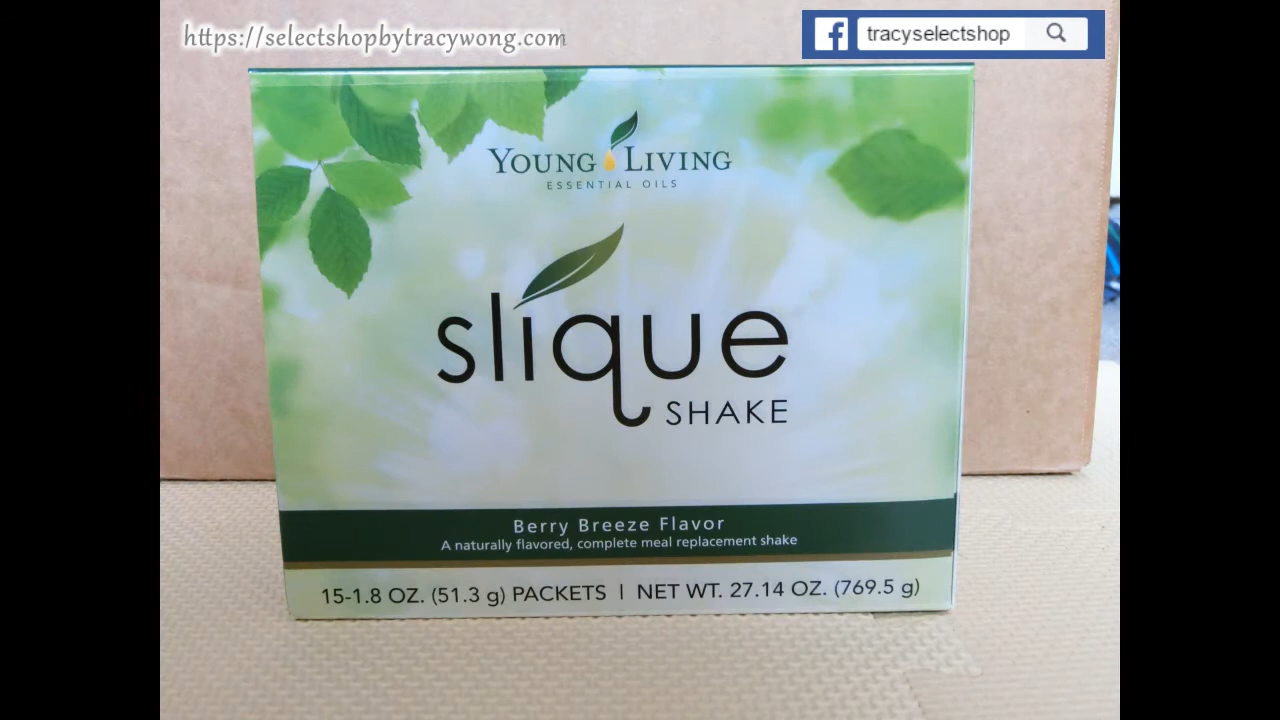 https://selectshopbytracywong.com
tracyselectshop
YOUNG LIVING
ESSENTIAL OILS
slique
SHAKE
Berry Breeze Flavor
A naturally flavored, complete meal replacement shake
15-1.8 OZ. (51.3 g) PACKETS | NET WT. 27.14 OZ. (769.5 g)